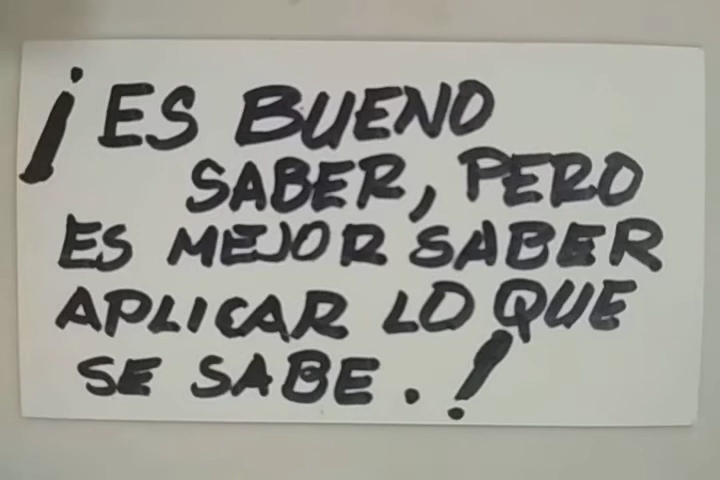 ¡ES BUENO
SABER, PERO
ES MEJOR SABER
APLICAR LO QUE
SE SABE.!